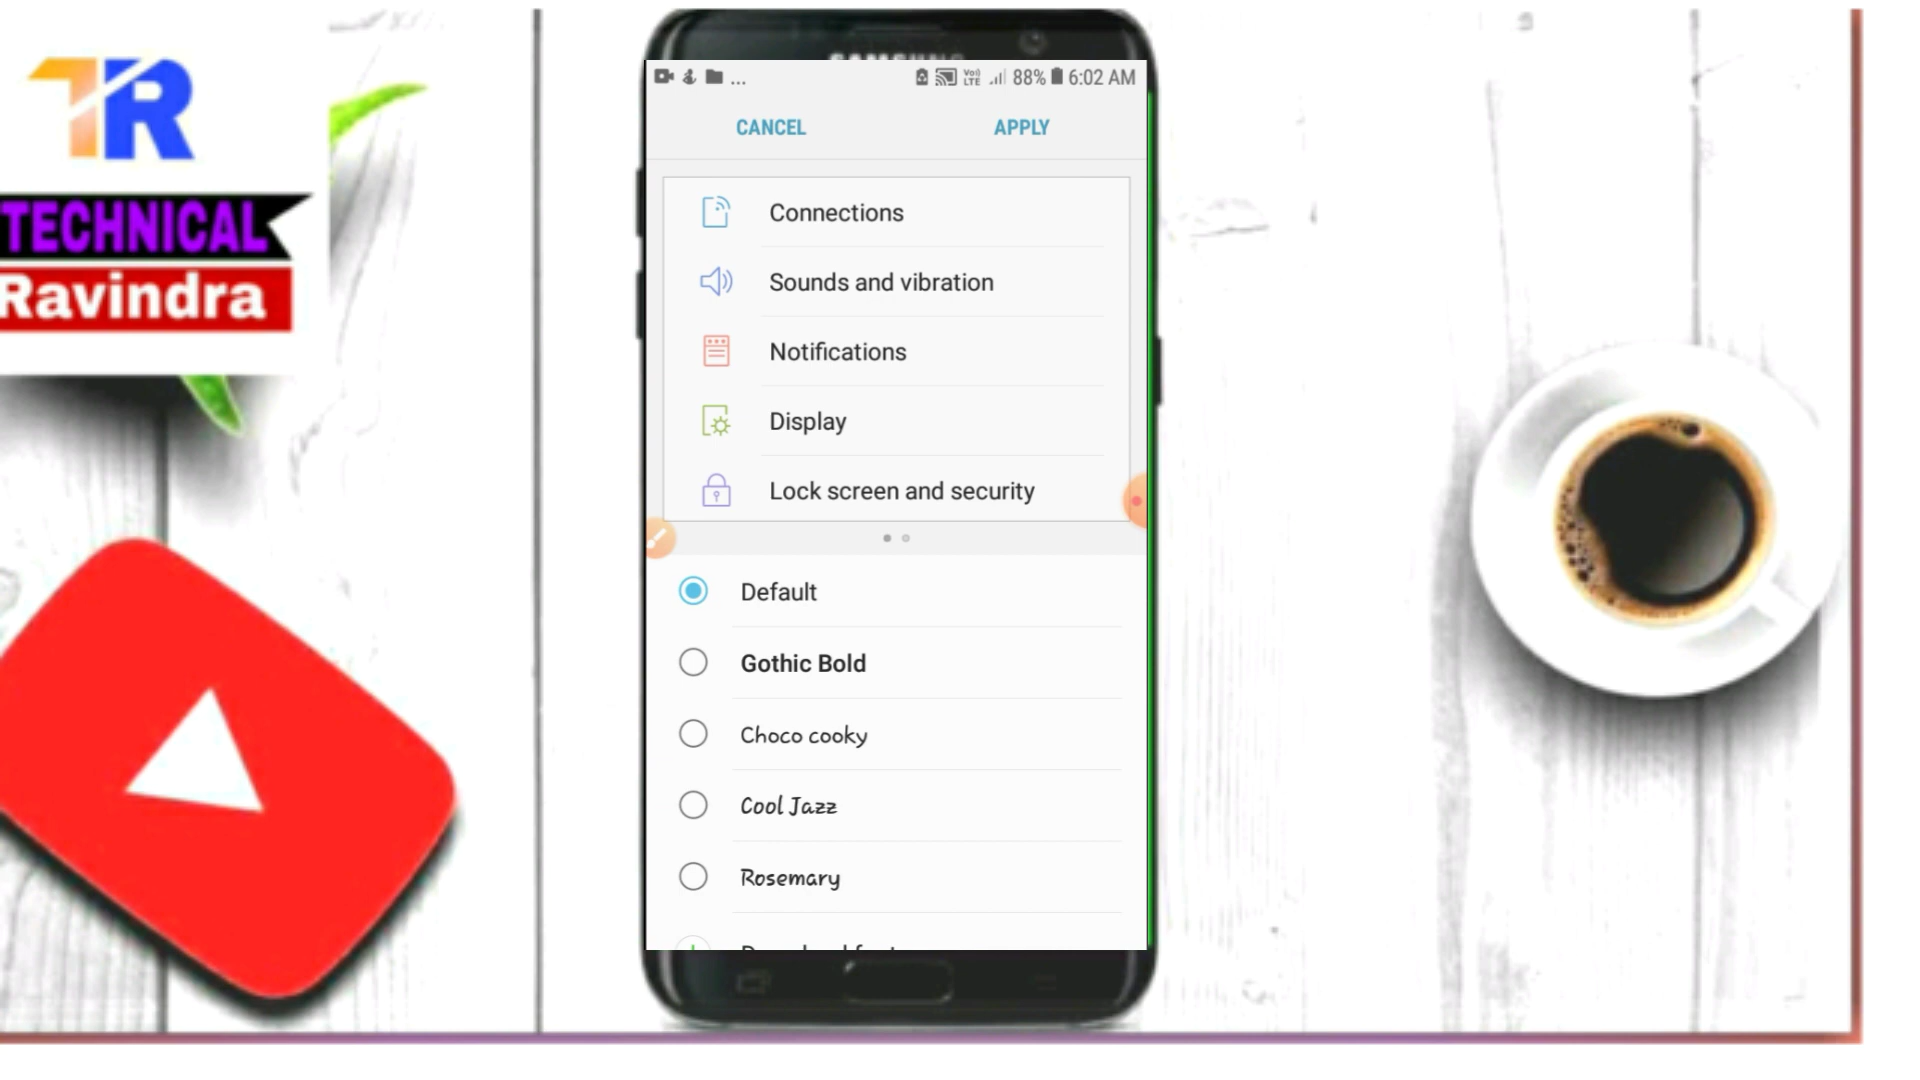 TR
TECHNICAL
Ravindra
SAMSUNG
... 88% 6:02 AM
CANCEL APPLY
Connections
Sounds and vibration
Notifications
Display
Lock screen and security
Default
Gothic Bold
Choco cooky
Cool Jazz
Rosemary